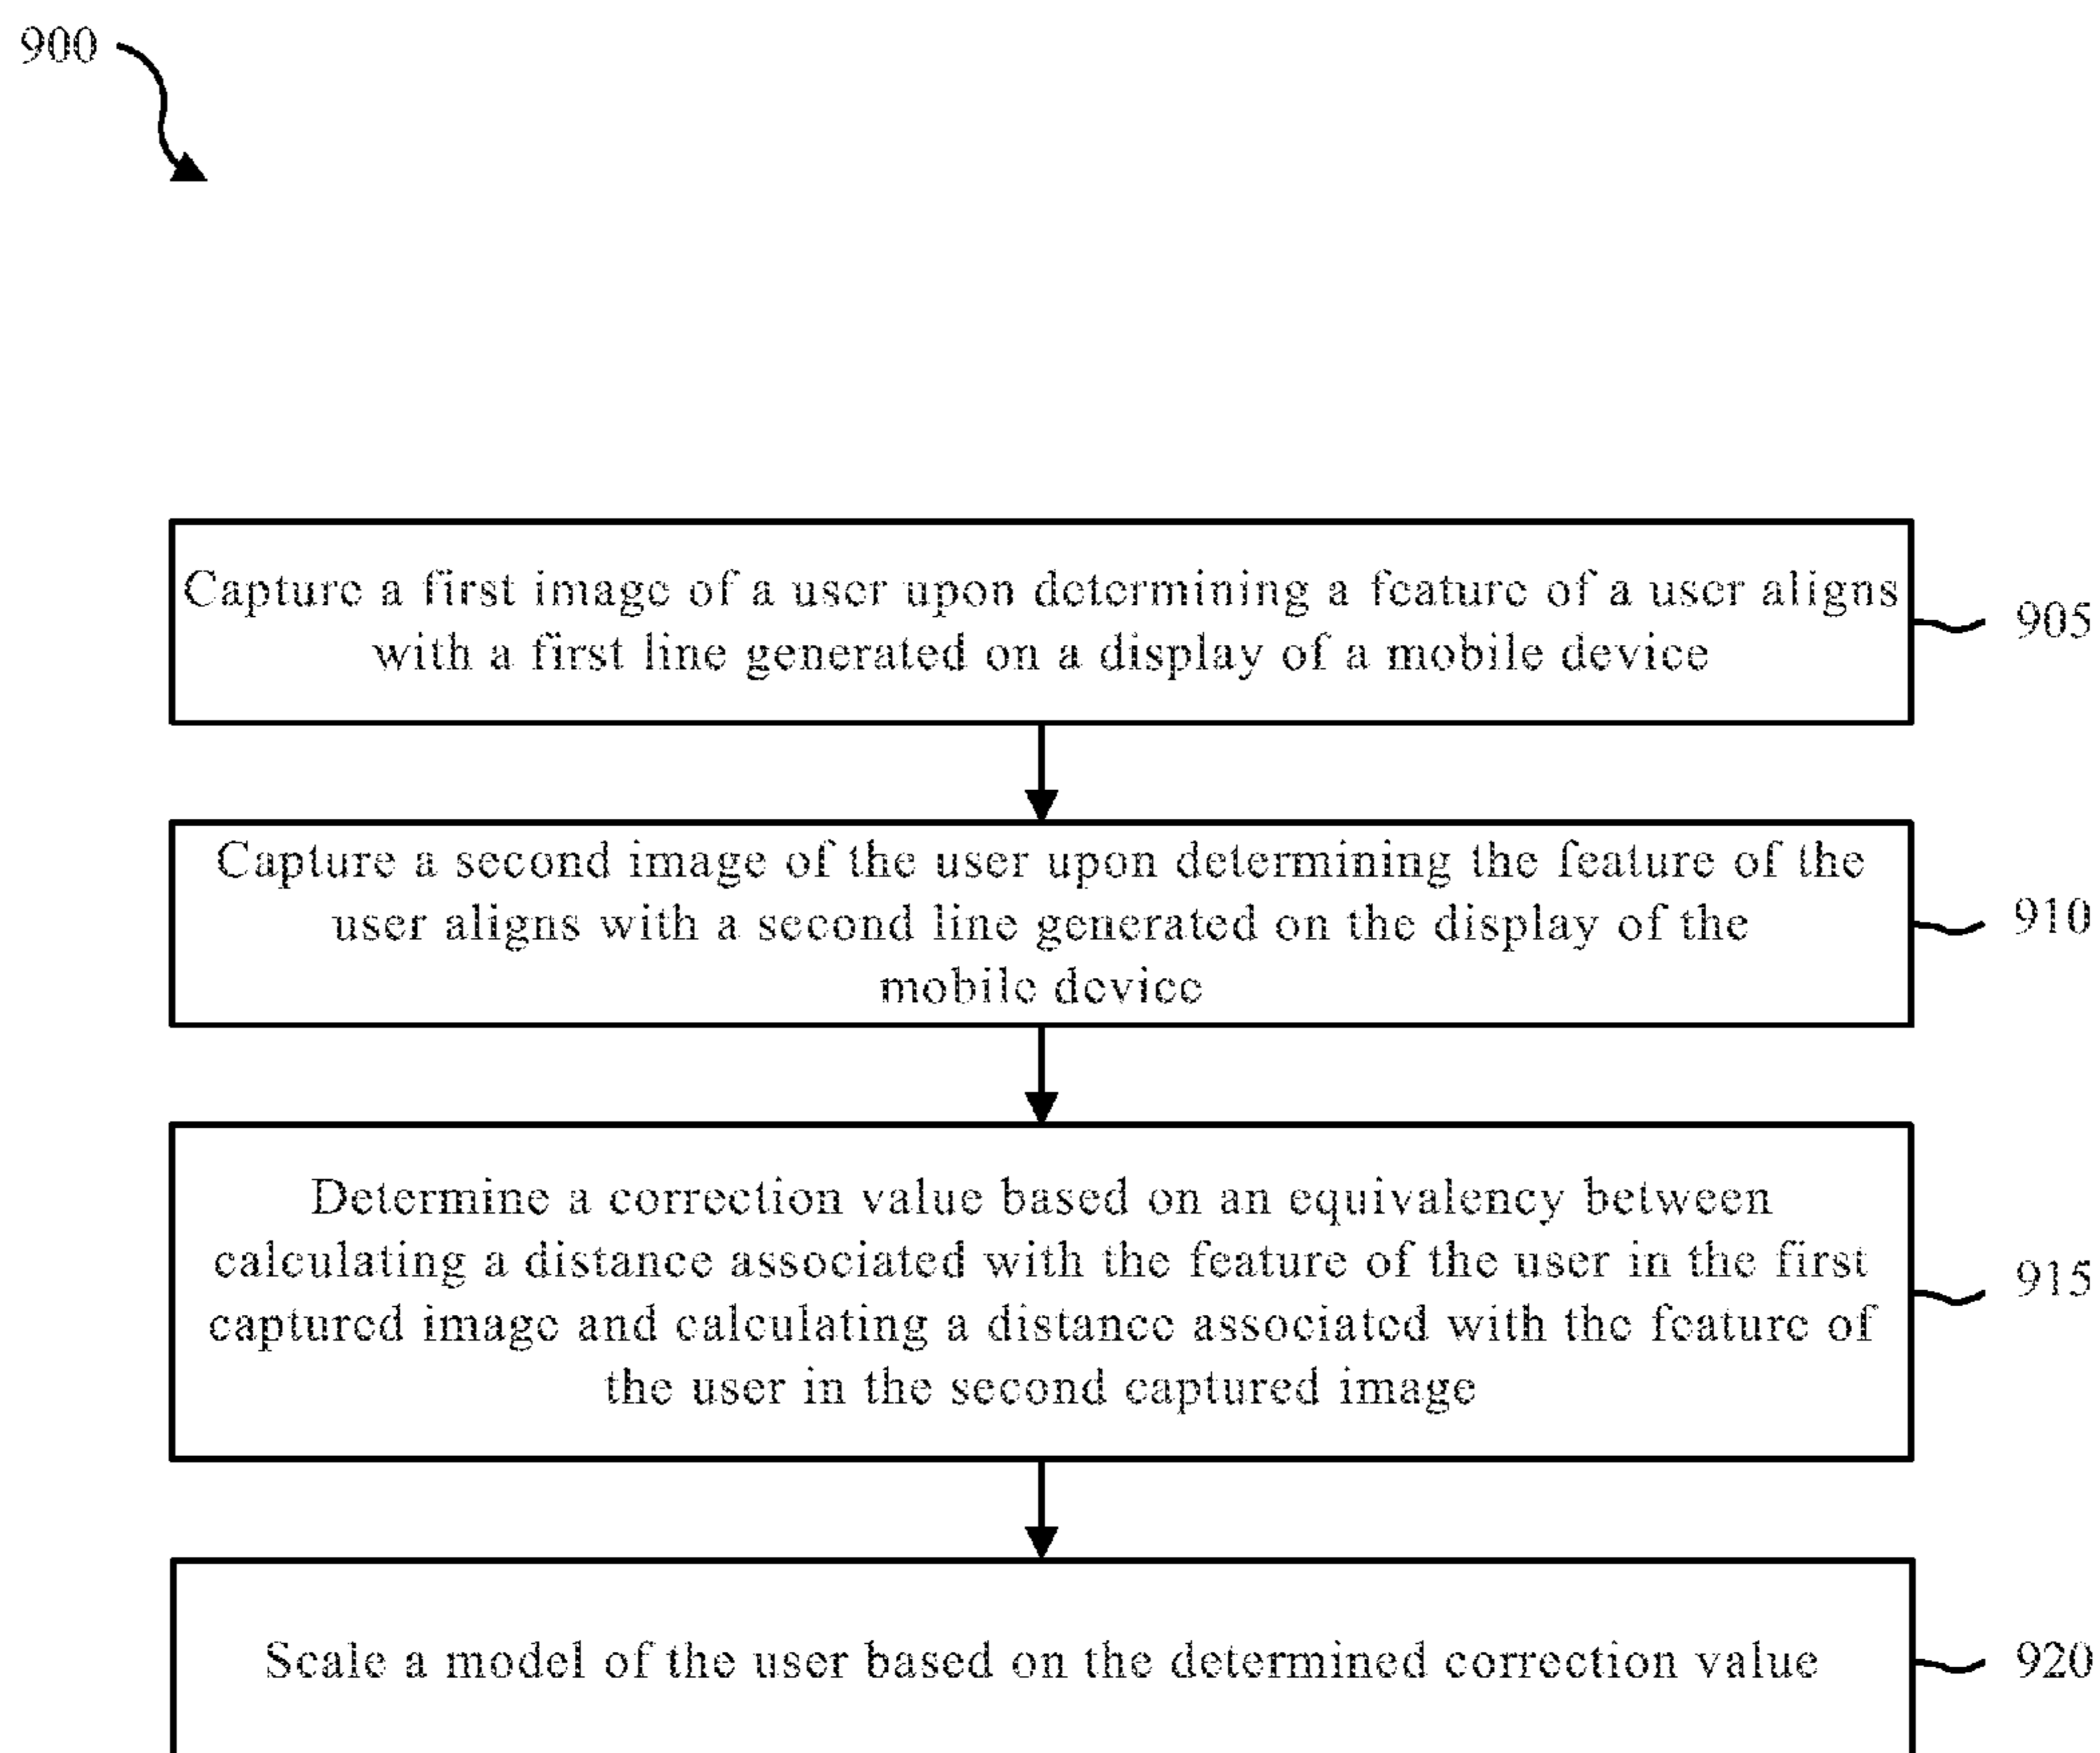 900
Capture a first image of a user upon determining a feature of a user aligns
with a first line generated on a display of a mobile device
905
Capture a second image of the user upon determining the feature of the
user aligns with a second line generated on the display of the
mobile device
910
Determine a correction value based on an equivalency between
calculating a distance associated with the feature of the user in the first
captured image and calculating a distance associated with the feature of
the user in the second captured image
915
Scale a model of the user based on the determined correction value
920